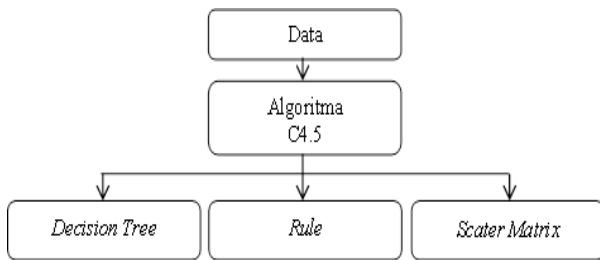 Data
Algoritma
C4.5
Decision Tree
Rule
Scater Matrix